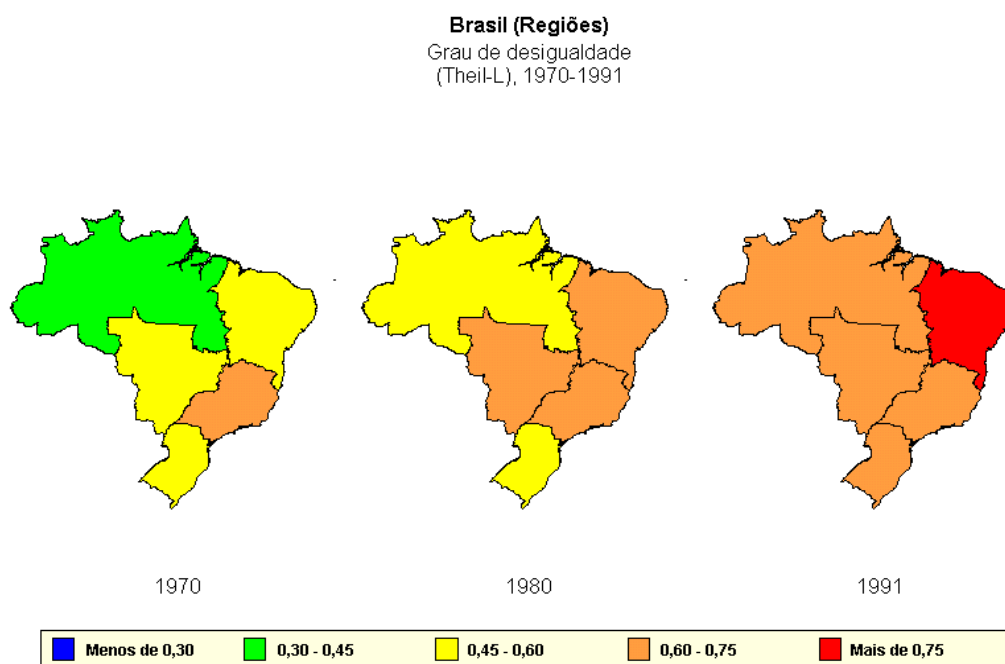 Brasil (Regiões)
Grau de desigualdade
(Theil-L), 1970-1991
1970 1980 1991
Menos de 0,30 0,30 - 0,45 0,45 - 0,60 0,60 - 0,75 Mais de 0,75